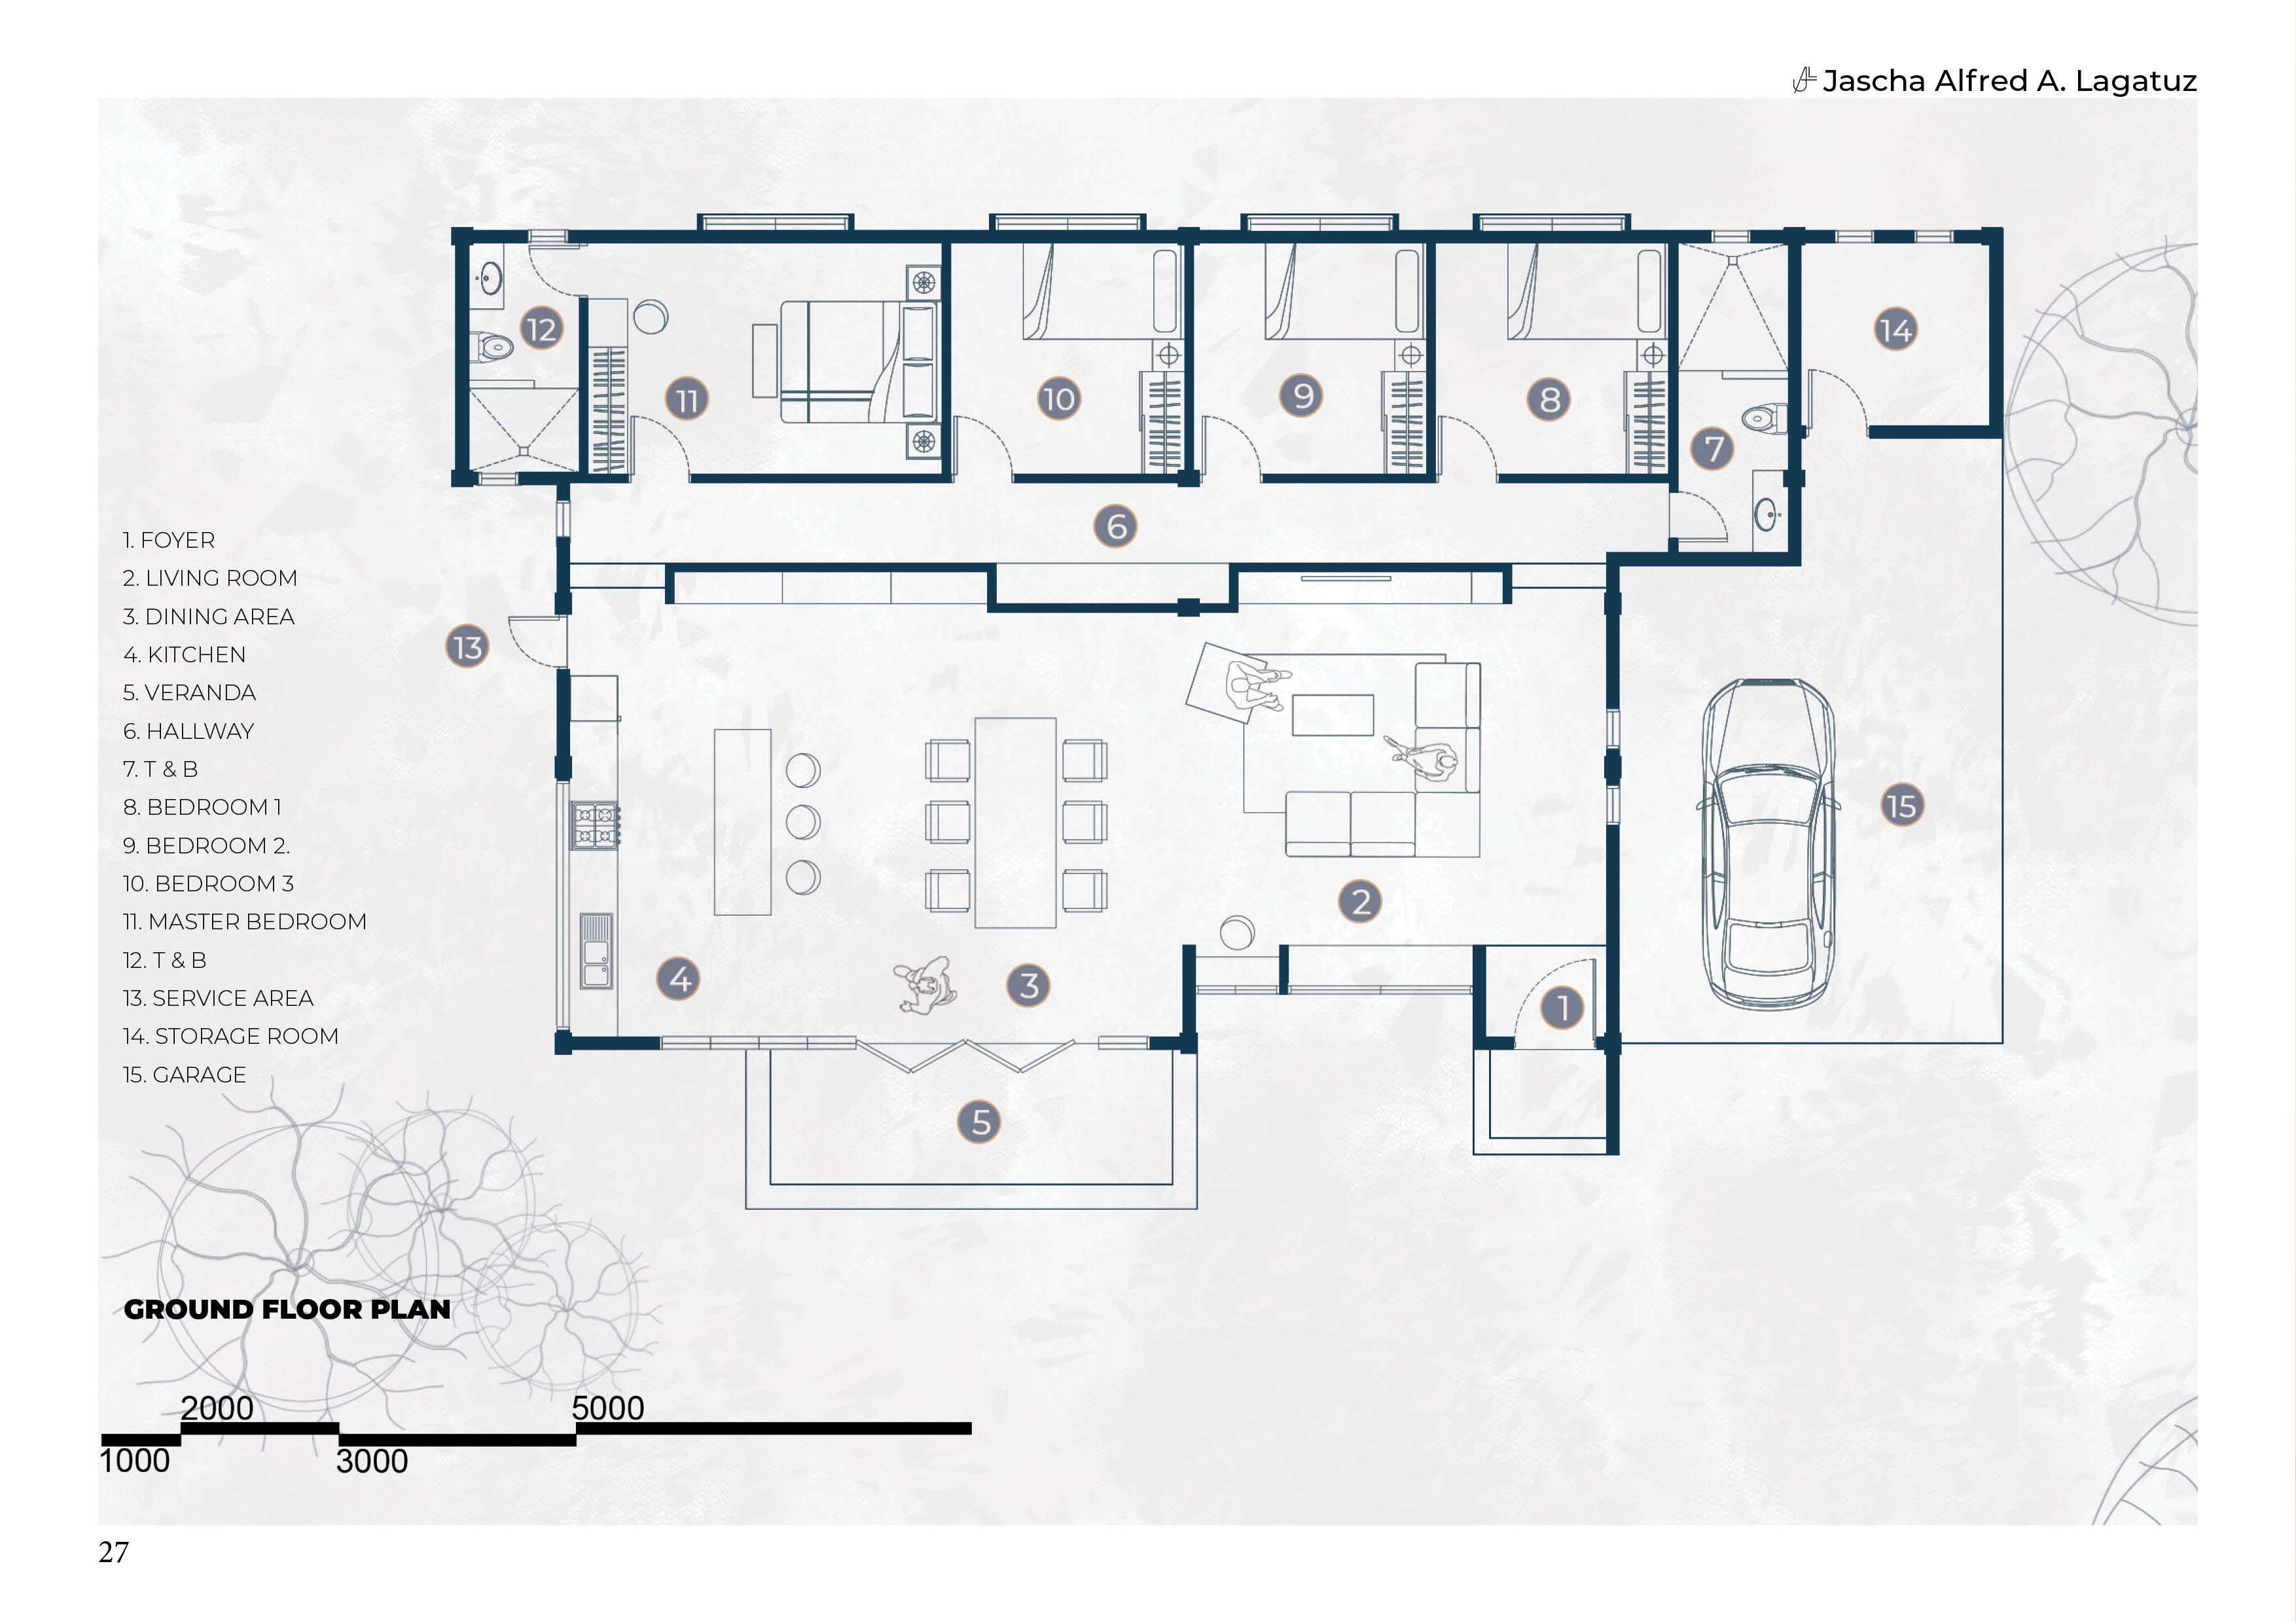 Jascha Alfred A. Lagatuz
12
11
10
9
8
7
14
6
13
15
2
4
3
1
5
1. FOYER
2. LIVING ROOM
3. DINING AREA
4. KITCHEN
5. VERANDA
6. HALLWAY
7. T & B
8. BEDROOM 1
9. BEDROOM 2.
10. BEDROOM 3
11. MASTER BEDROOM
12. T & B
13. SERVICE AREA
14. STORAGE ROOM
15. GARAGE
GROUND FLOOR PLAN
2000 5000
1000 3000
27